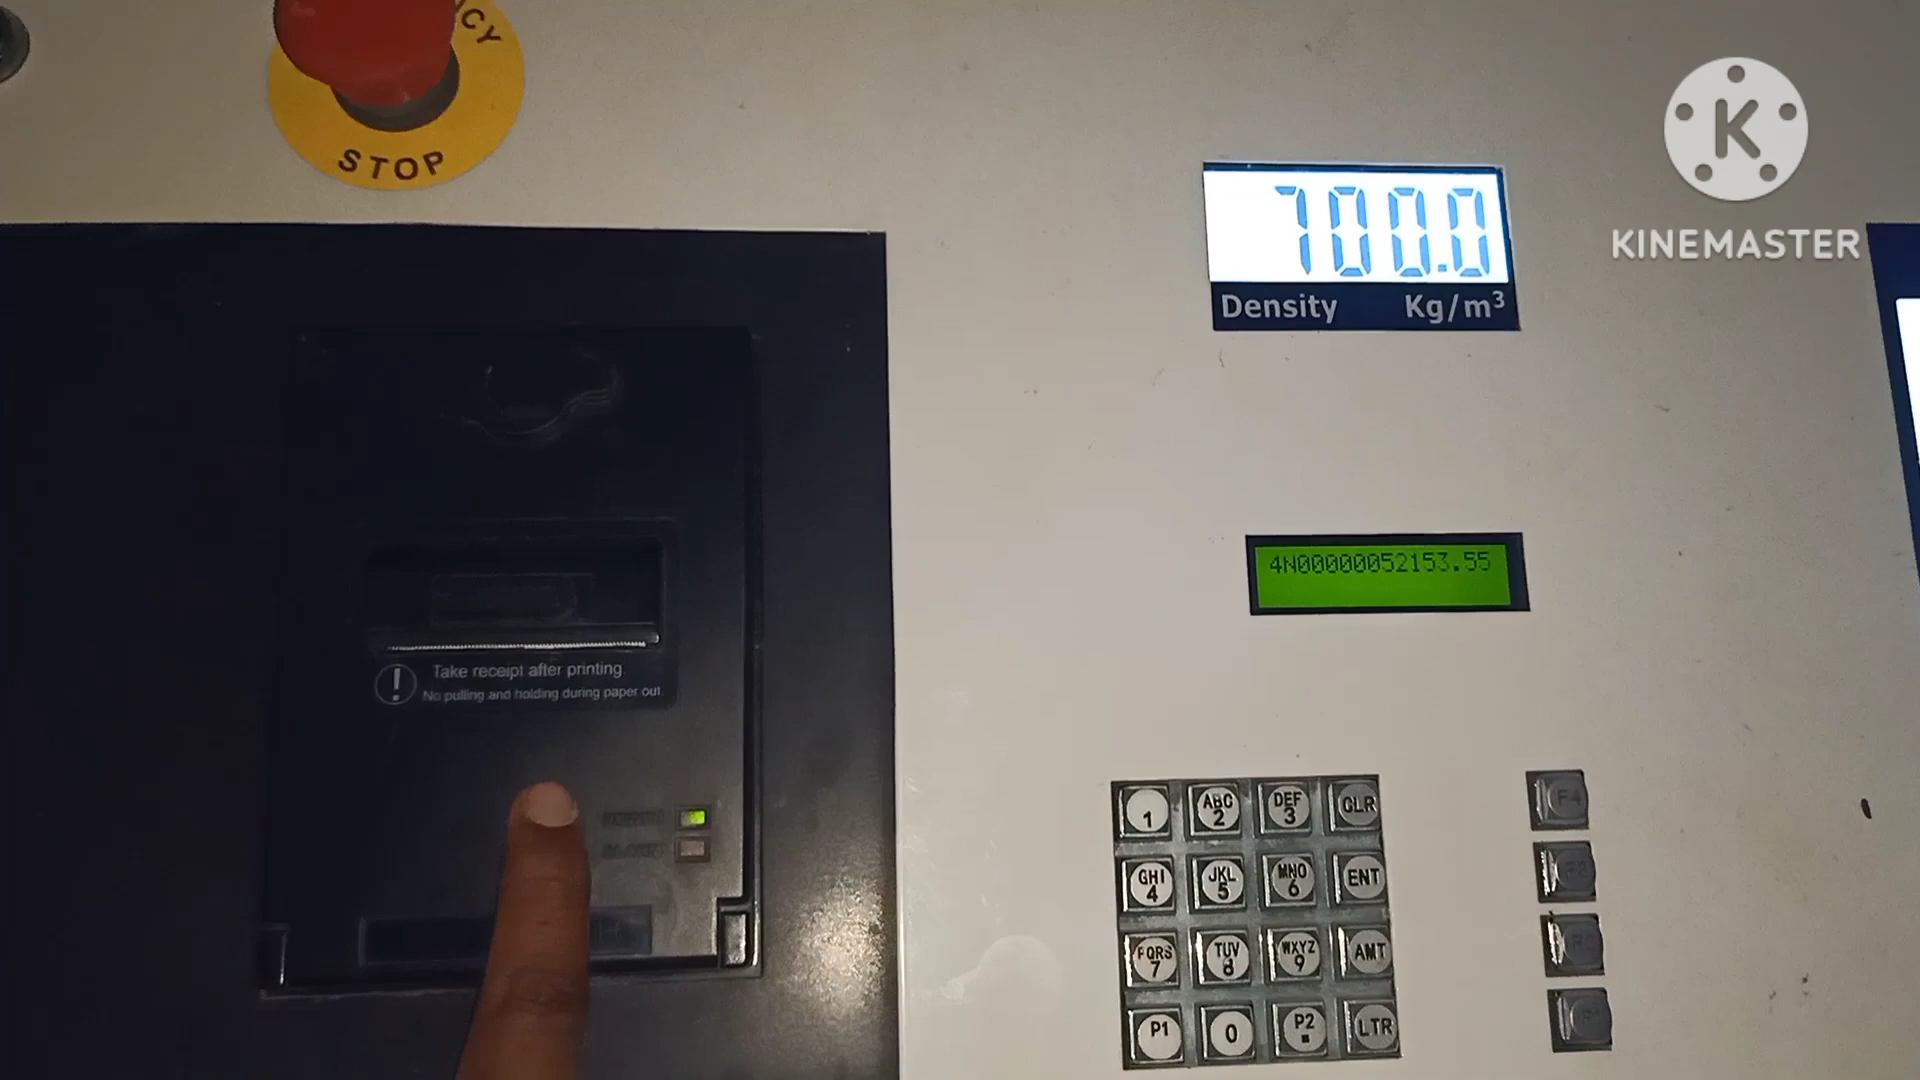 CY
STOP
K
KINEMASTER
700.0
Density Kg/m³
4N00000052153.55
Take receipt after printing.
No pulling and holding during paper out.
1 ABC 2 DEF 3 CLR
GHI 4 JKL 5 MNO 6 ENT
PQRS 7 TUV 8 WXYZ 9 AMT
P1 0 P2 . LTR
F4